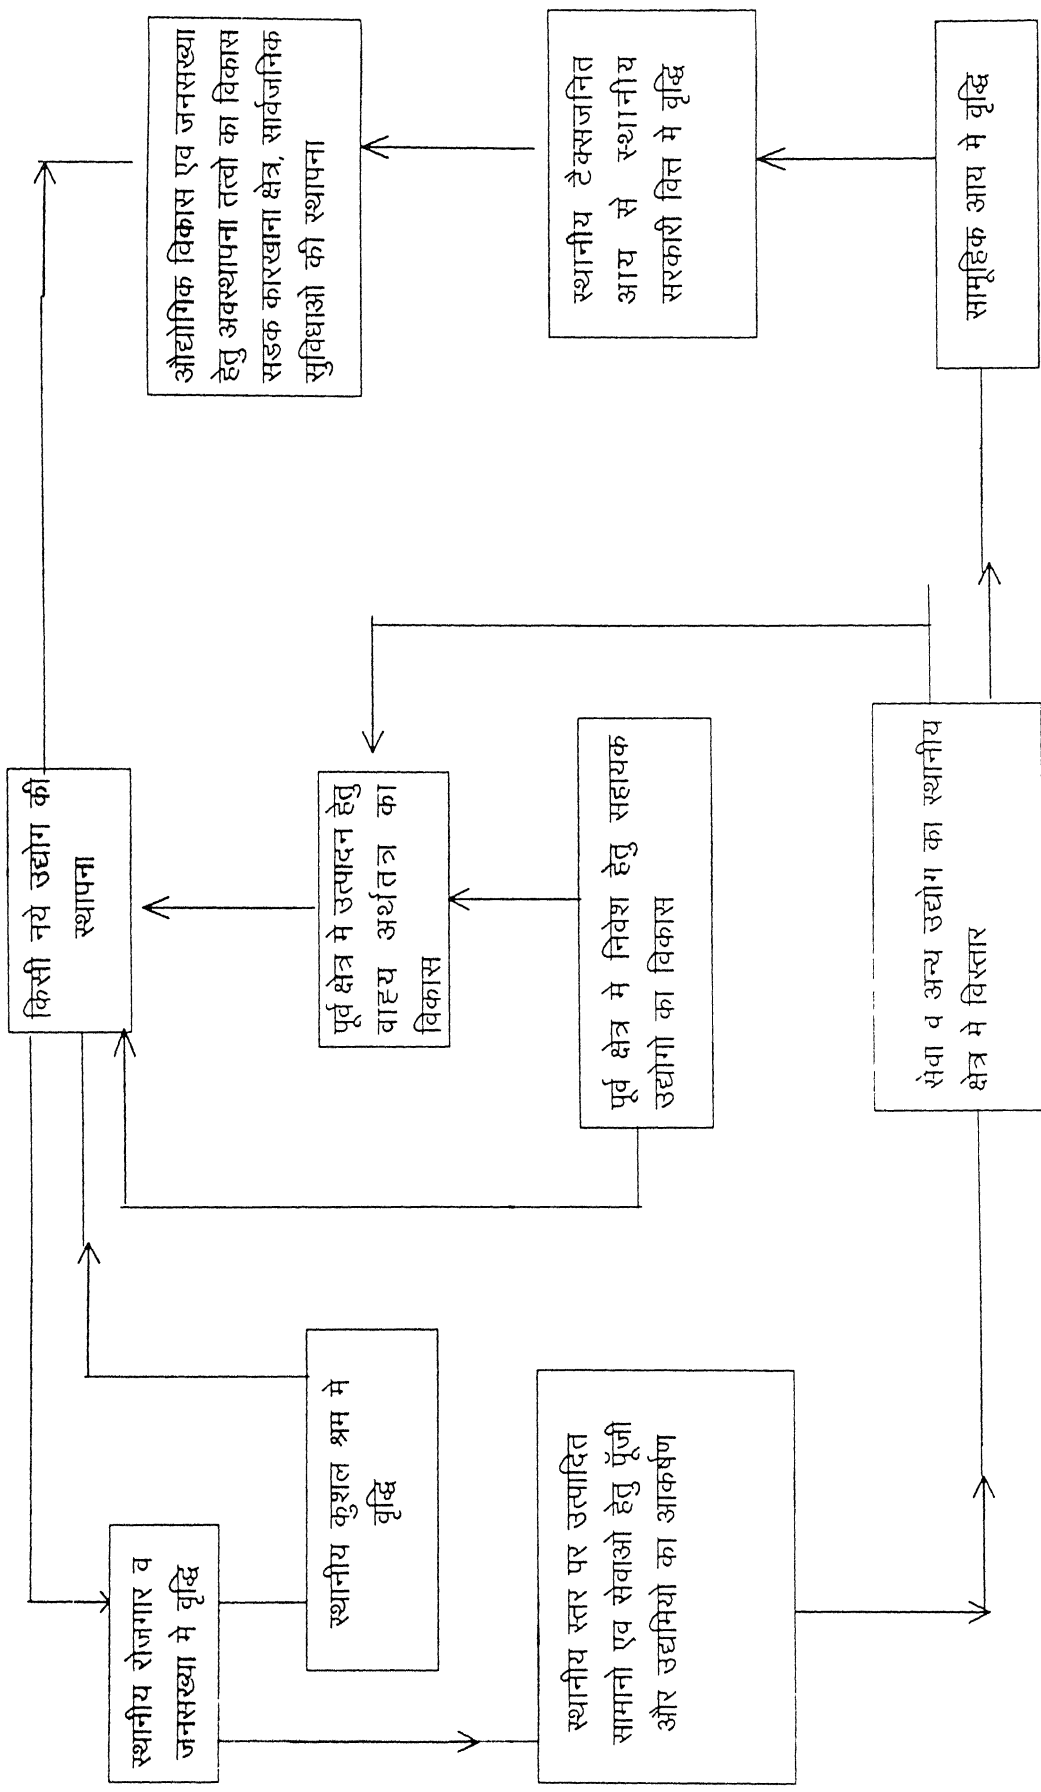 किसी नये उद्योग की
स्थापना
स्थानीय रोजगार व
जनसख्या मे वृद्धि
औद्योगिक विकास एव जनसख्या
हेतु अवस्थापना तत्वो का विकास
सडक कारखाना क्षेत्र, सार्वजनिक
सुविधाओ की स्थापना
स्थानीय कुशल श्रम मे
वृद्धि
पूर्व क्षेत्र मे उत्पादन हेतु
वाहय अर्थतत्र का
विकास
स्थानीय स्तर पर उत्पादित
सामानो एव सेवाओ हेतु पूँजी
और उद्यमियो का आकर्षण
पूर्व क्षेत्र मे निवेश हेतु सहायक
उद्योगो का विकास
स्थानीय टैक्सजनित
आय से स्थानीय
सरकारी वित्त मे वृद्धि
सेवा व अन्य उद्योग का स्थानीय
क्षेत्र मे विस्तार
सामूहिक आय मे वृद्धि